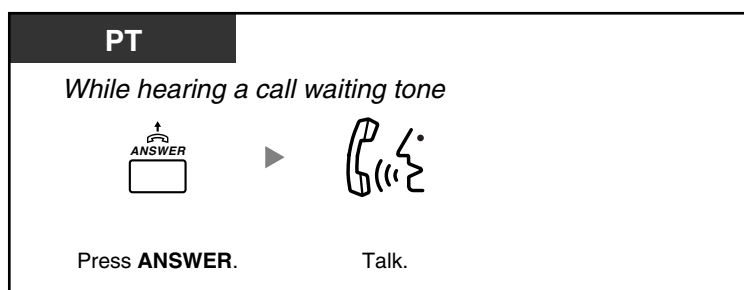 PT
While hearing a call waiting tone
ANSWER
Press ANSWER. Talk.